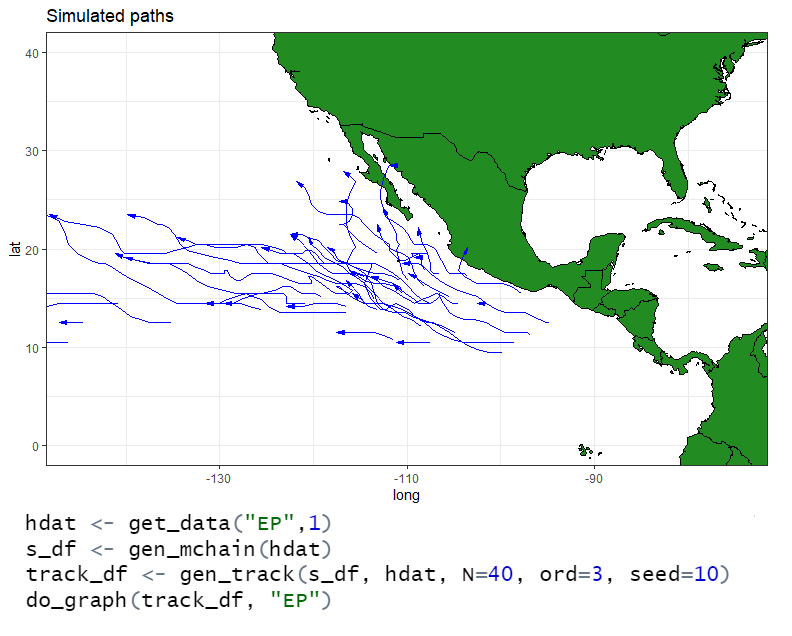 Simulated paths
40
30
20
10
0
lat
-130
-110
-90
long
hdat <- get_data("EP",1)
s_df <- gen_mchain(hdat)
track_df <- gen_track(s_df, hdat, N=40, ord=3, seed=10)
do_graph(track_df, "EP")